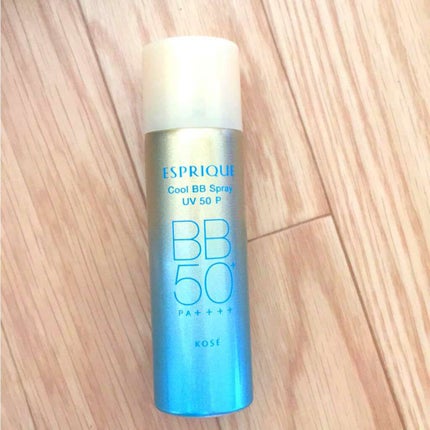 ESPRIQUE
Cool BB Spray
UV 50 P
BB
50+
PA++++
KOSÉ